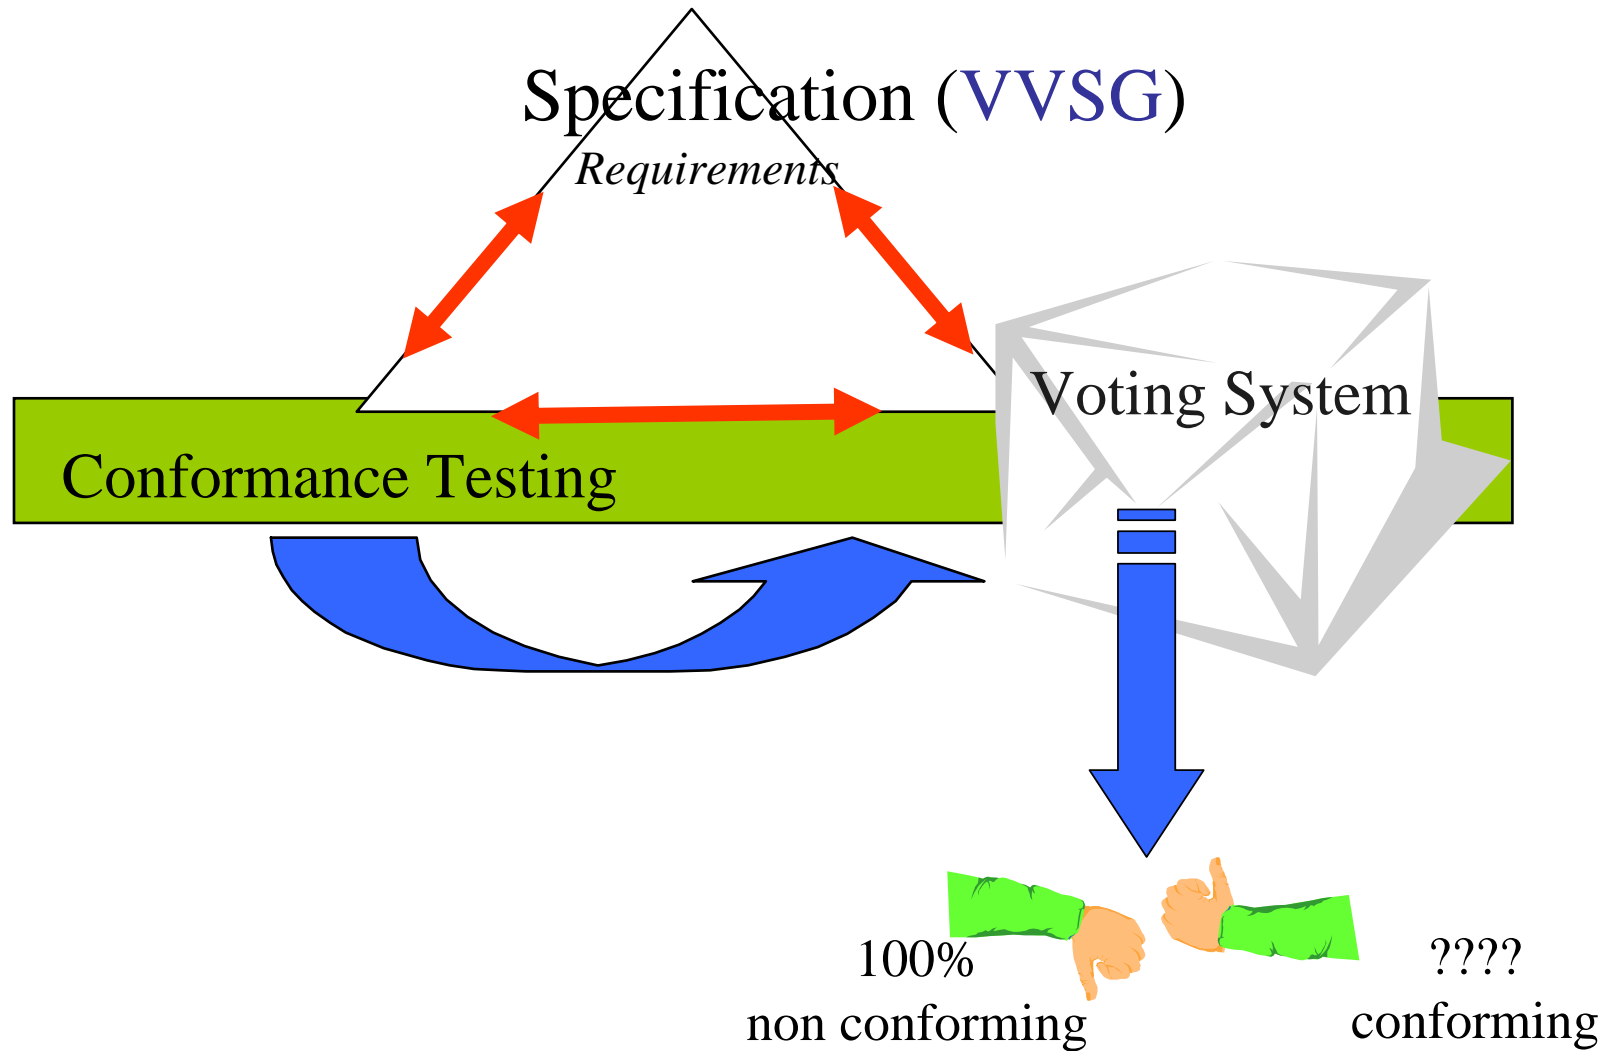 Specification (VVSG)
Requirements
Voting System
Conformance Testing
100%
non conforming
????
conforming